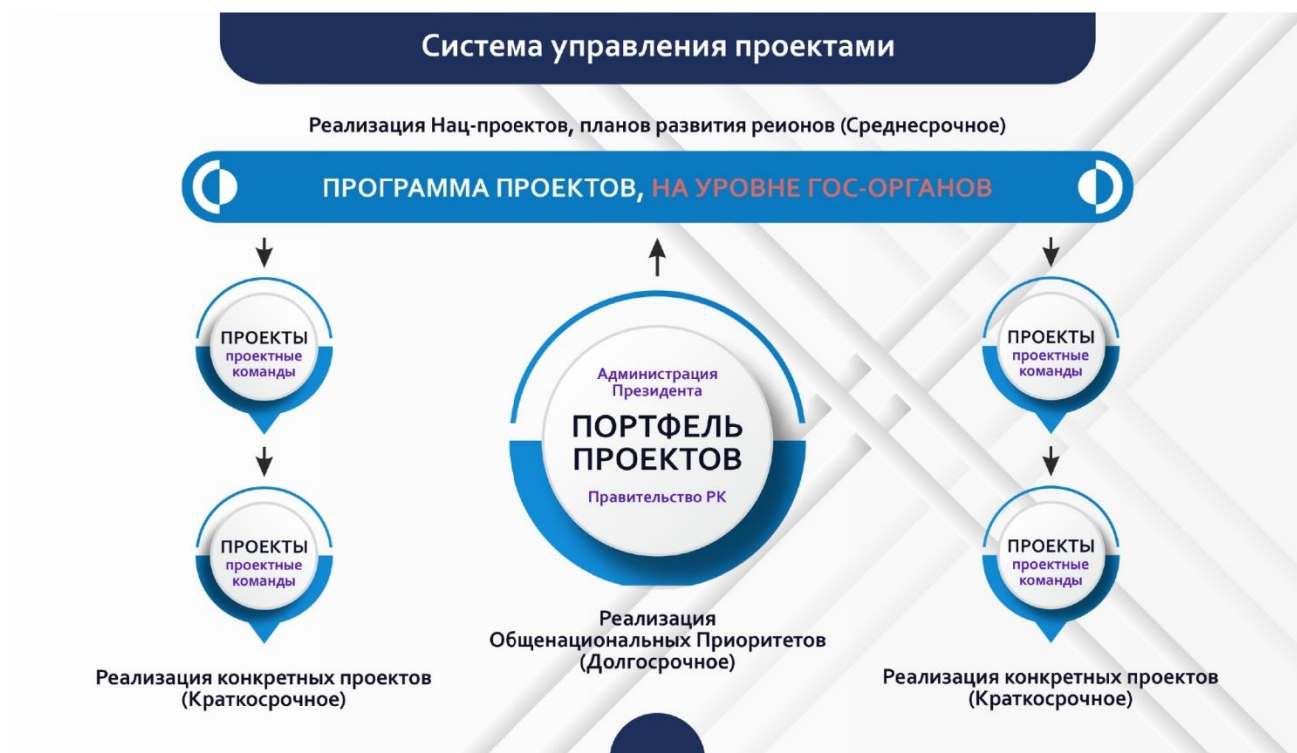 Система управления проектами
Реализация Нац-проектов, планов развития реионов (Среднесрочное)
ПРОГРАММА ПРОЕКТОВ, НА УРОВНЕ ГОС-ОРГАНОВ
ПРОЕКТЫ
проектные
команды
ПРОЕКТЫ
проектные
команды
Реализация конкретных проектов
(Краткосрочное)
Администрация
Президента
ПОРТФЕЛЬ
ПРОЕКТОВ
Правительство РК
Реализация
Общенациональных Приоритетов
(Долгосрочное)
ПРОЕКТЫ
проектные
команды
ПРОЕКТЫ
проектные
команды
Реализация конкретных проектов
(Краткосрочное)